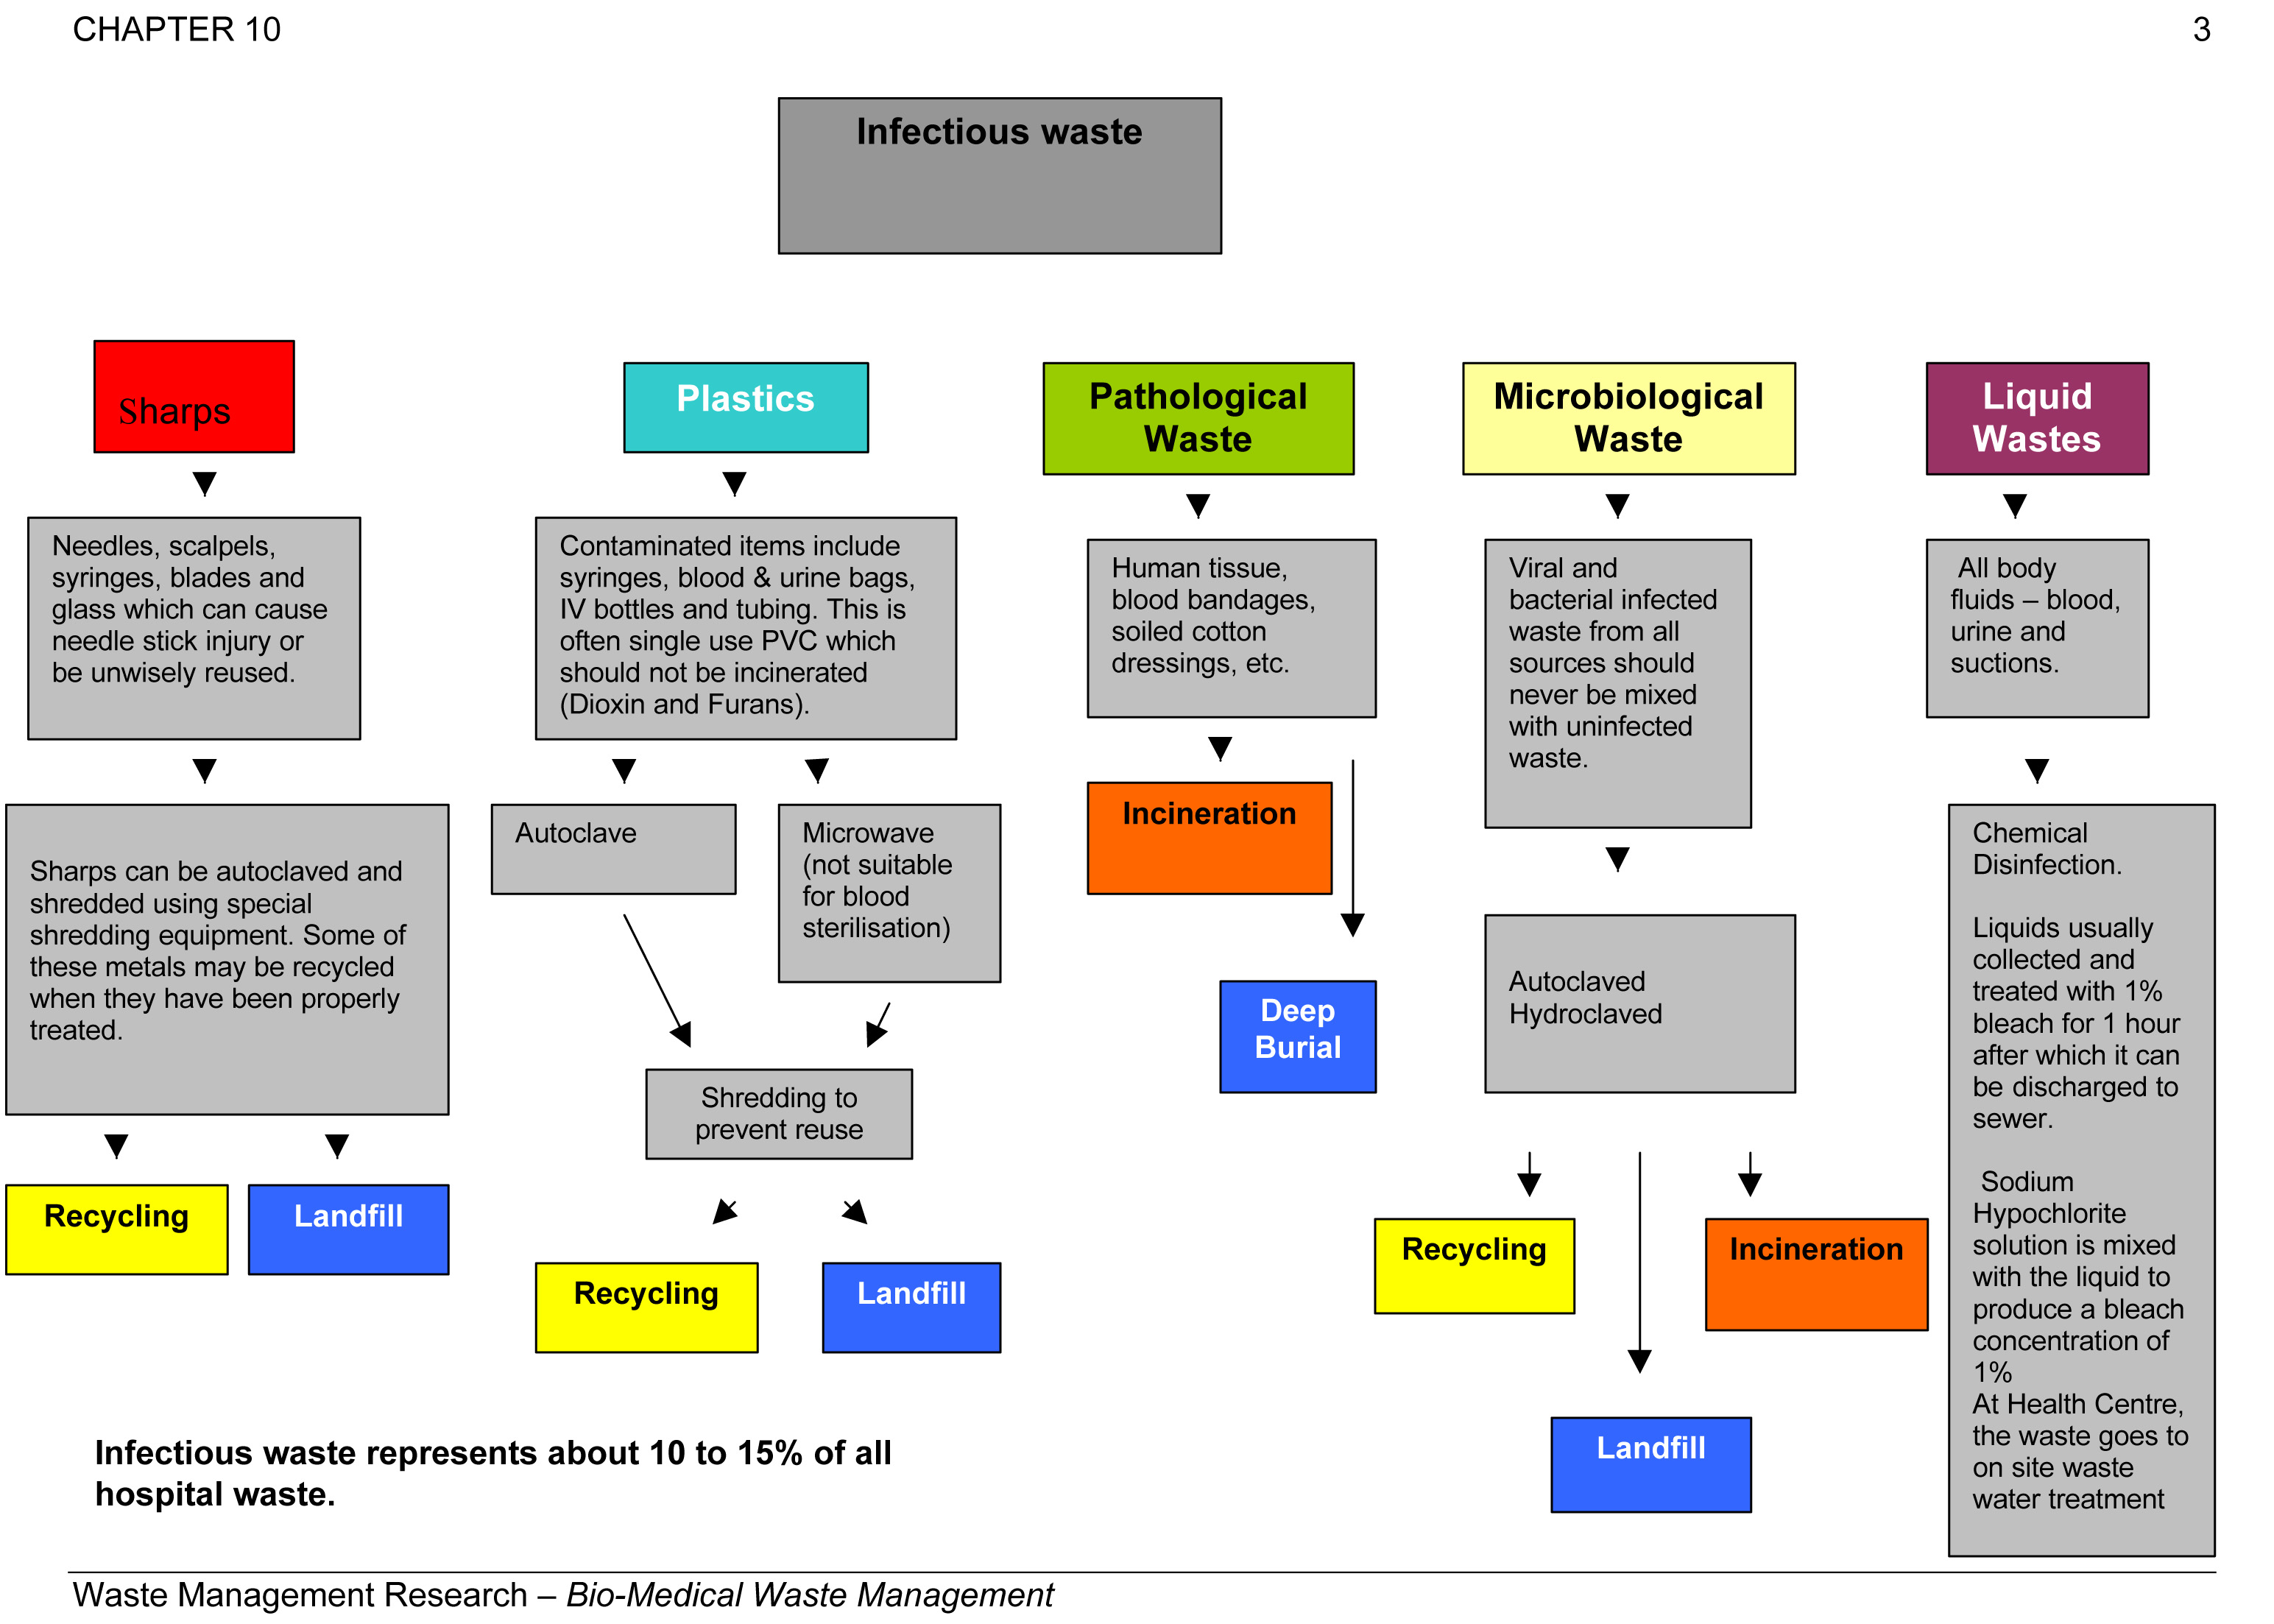 CHAPTER 10
3
Infectious waste
Sharps
Needles, scalpels,
syringes, blades and
glass which can cause
needle stick injury or
be unwisely reused.
Sharps can be autoclaved and
shredded using special
shredding equipment. Some of
these metals may be recycled
when they have been properly
treated.
Recycling
Landfill
Plastics
Contaminated items include
syringes, blood & urine bags,
IV bottles and tubing. This is
often single use PVC which
should not be incinerated
(Dioxin and Furans).
Autoclave
Microwave
(not suitable
for blood
sterilisation)
Shredding to
prevent reuse
Recycling
Landfill
Pathological
Waste
Human tissue,
blood bandages,
soiled cotton
dressings, etc.
Incineration
Deep
Burial
Microbiological
Waste
Viral and
bacterial infected
waste from all
sources should
never be mixed
with uninfected
waste.
Autoclaved
Hydroclaved
Recycling
Incineration
Landfill
Liquid
Wastes
All body
fluids – blood,
urine and
suctions.
Chemical
Disinfection.
Liquids usually
collected and
treated with 1%
bleach for 1 hour
after which it can
be discharged to
sewer.
Sodium
Hypochlorite
solution is mixed
with the liquid to
produce a bleach
concentration of
1%
At Health Centre,
the waste goes to
on site waste
water treatment
Infectious waste represents about 10 to 15% of all
hospital waste.
Waste Management Research – Bio-Medical Waste Management